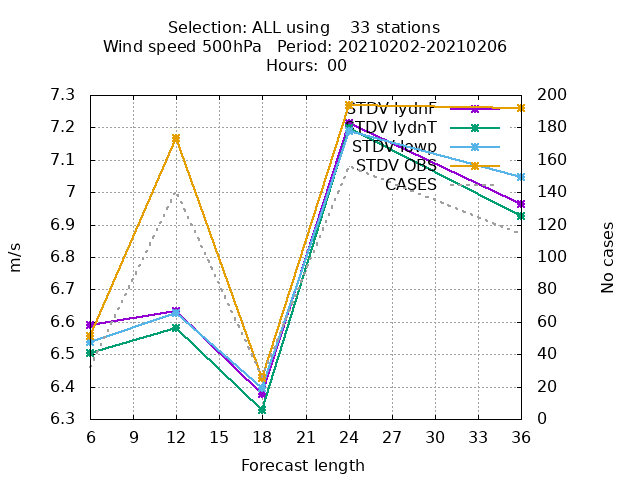 Selection: ALL using 33 stations
Wind speed 500hPa Period: 20210202-20210206
Hours: 00
7.3
7.2
7.1
7
6.9
6.8
6.7
6.6
6.5
6.4
6.3
200
180
160
140
120
100
80
60
40
20
0
6 9 12 15 18 21 24 27 30 33 36
m/s
No cases
Forecast length
STDV IydnF
STDV IydnT
STDV Iowp
STDV OBS
CASES